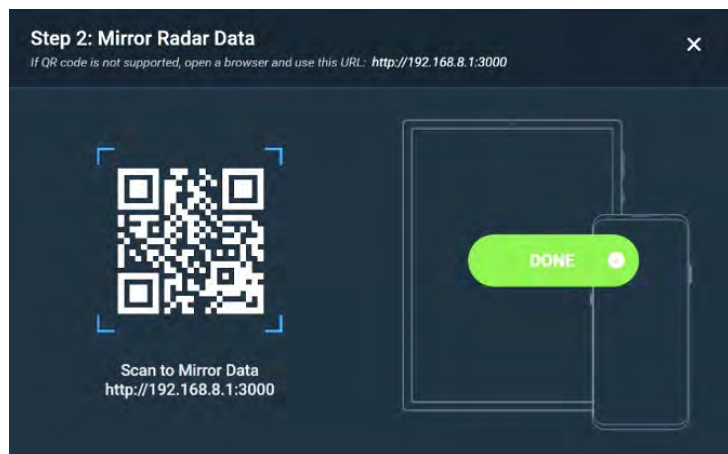 Step 2: Mirror Radar Data
If QR code is not supported, open a browser and use this URL: http://192.168.8.1:3000
Scan to Mirror Data
http://192.168.8.1:3000
DONE